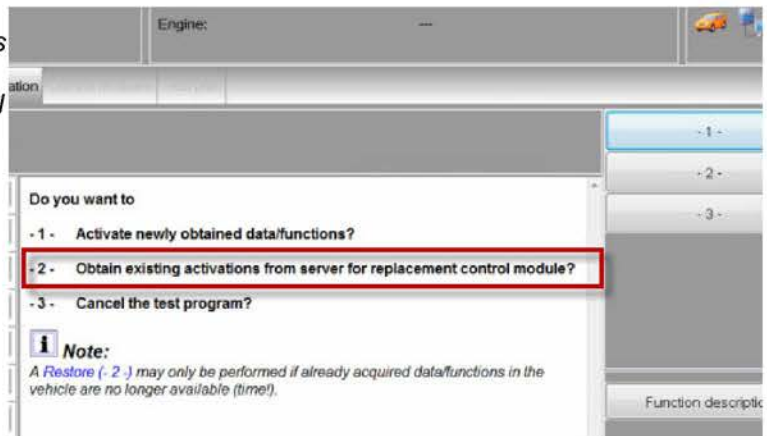 Engine: ---
s
ation
l
- 1 -
- 2 -
- 3 -
Do you want to
- 1 - Activate newly obtained data/functions?
- 2 - Obtain existing activations from server for replacement control module?
- 3 - Cancel the test program?
i Note:
A Restore (- 2 -) may only be performed if already acquired data/functions in the
vehicle are no longer available (time!).
Function descriptio